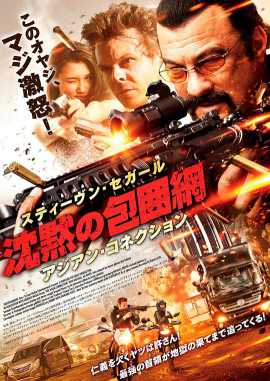 このオヤジ
マジ激怒!
スティーヴン・セガール
沈黙の包囲網
アジアン・コネクション
仁義を欠くヤツは許さん!
最強の首領が地獄の果てまで追ってくる!